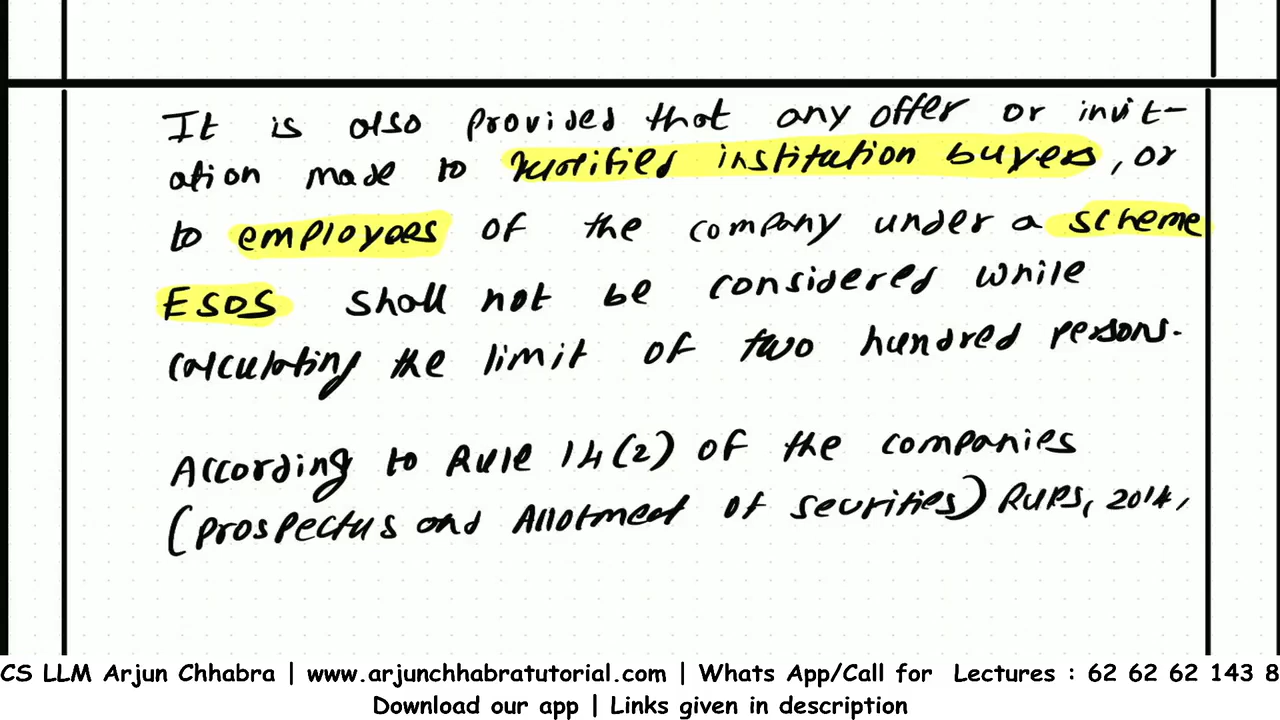 It is also provided that any offer or invit-
ation made to qualified institution buyers, or
to employees of the company under a scheme
ESOS shall not be considered while
calculating the limit of two hundred persons.
According to Rule 14(2) of the companies
(prospectus and Allotment of securities) Rules, 2014,
CS LLM Arjun Chhabra | www.arjunchhabratutorial.com | Whats App/Call for Lectures : 62 62 62 143 8
Download our app | Links given in description